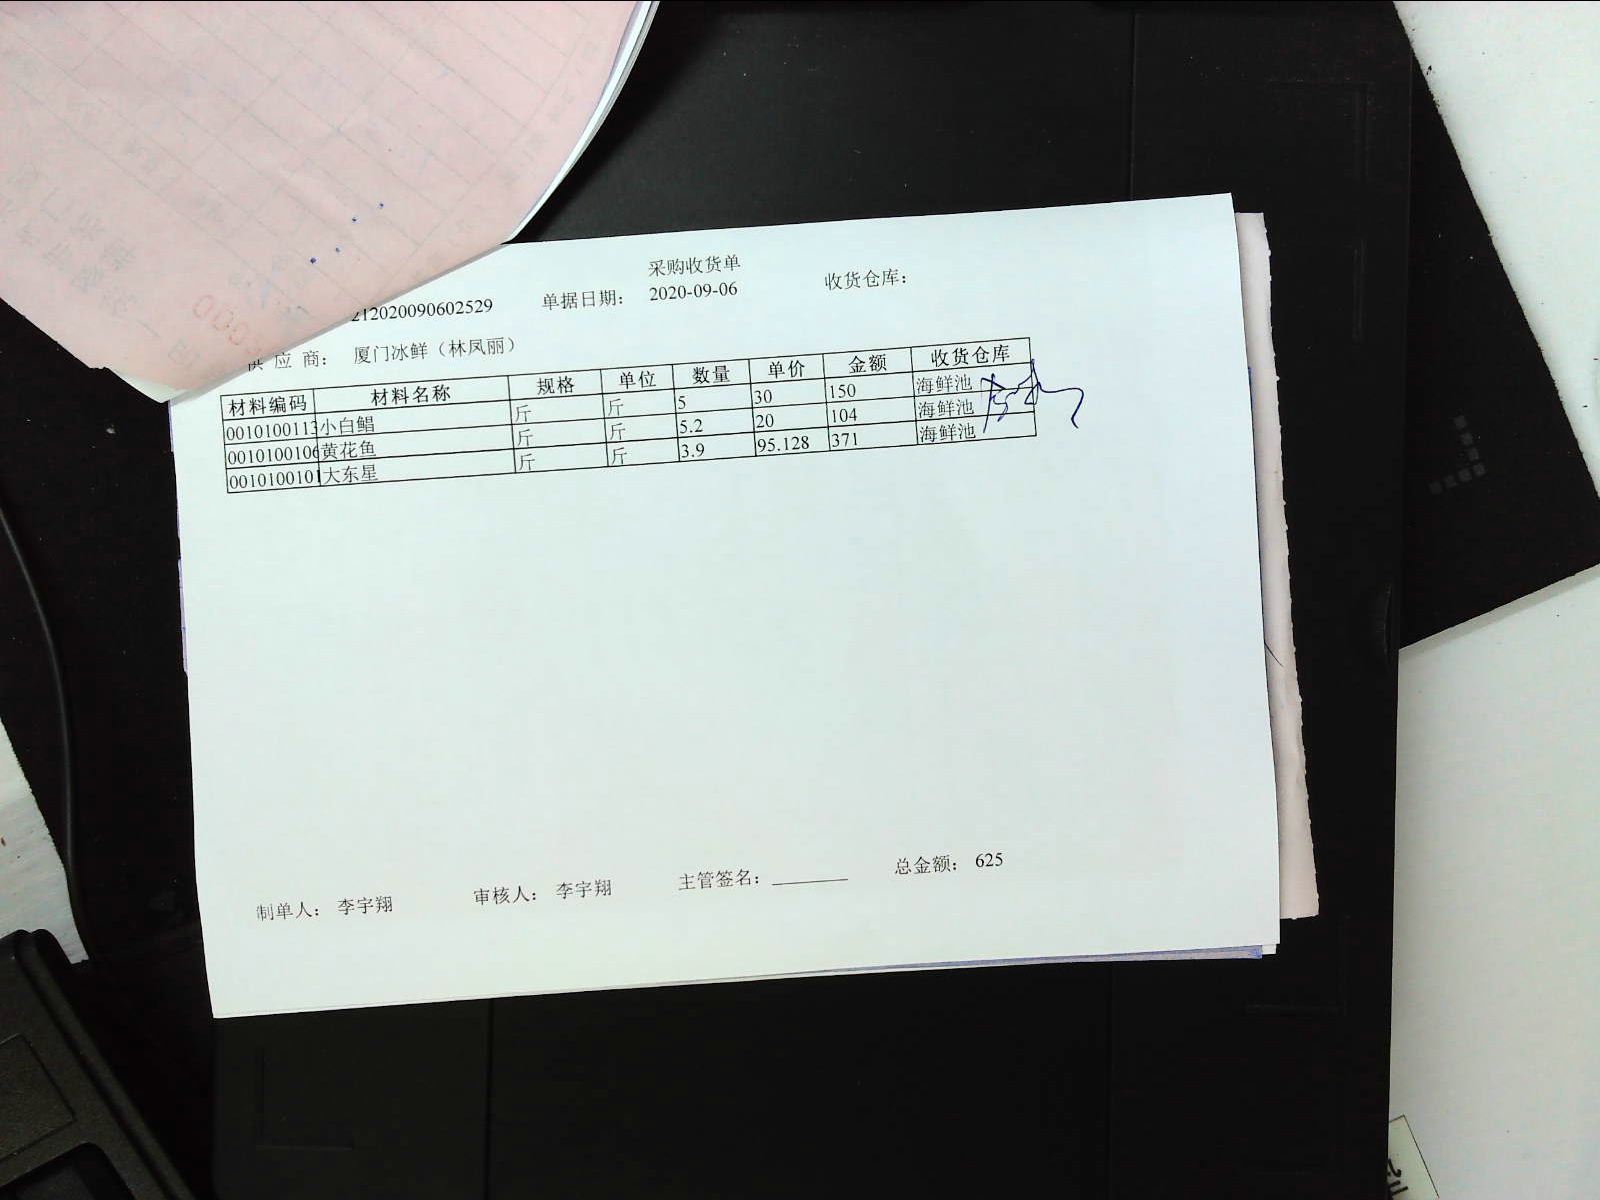 采购收货单
212020090602529 单据日期: 2020-09-06 收货仓库:
供 应 商: 厦门冰鲜（林凤丽）
材料编码 材料名称 规格 单位 数量 单价 金额 收货仓库
0010100113 小白鲳 斤 斤 5 30 150 海鲜池
0010100106 黄花鱼 斤 斤 5.2 20 104 海鲜池
0010100101 大东星 斤 斤 3.9 95.128 371 海鲜池
制单人: 李宇翔 审核人: 李宇翔 主管签名: 总金额: 625